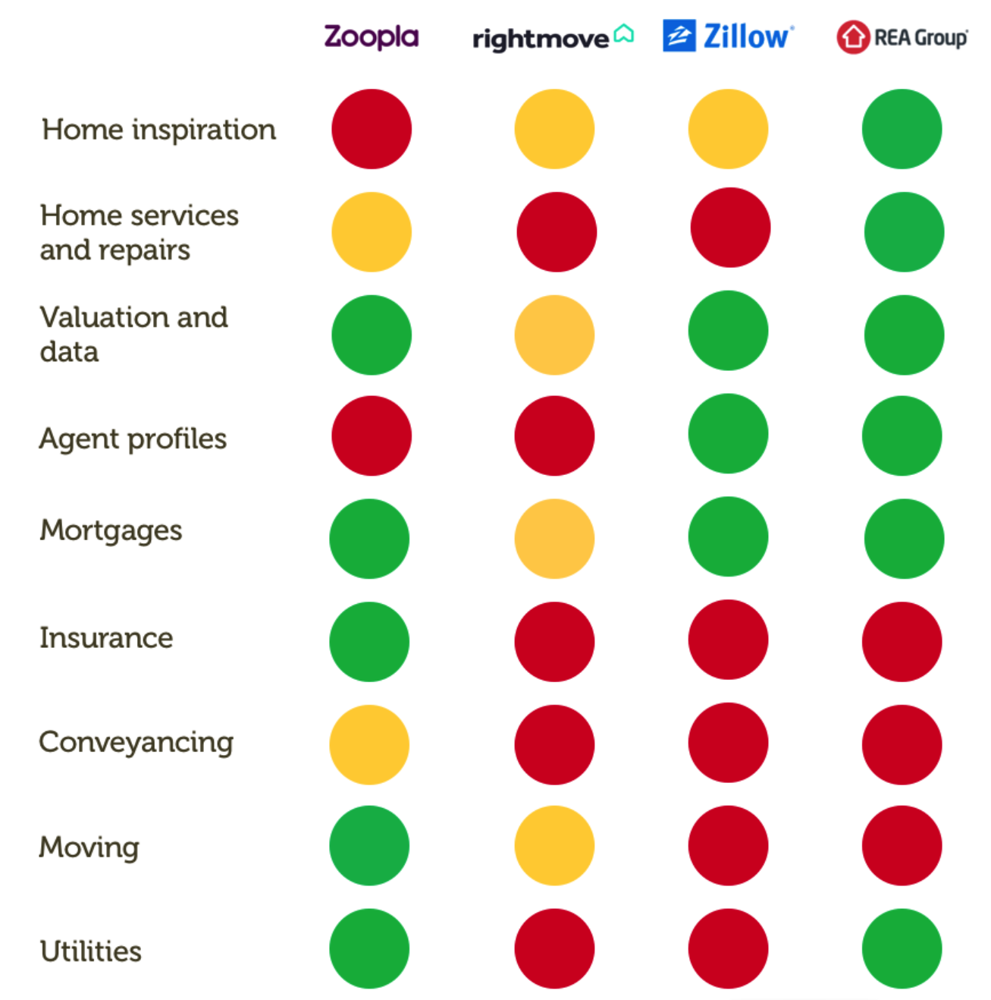 Zoopla rightmove Zillow REA Group
Home inspiration
Home services
and repairs
Valuation and
data
Agent profiles
Mortgages
Insurance
Conveyancing
Moving
Utilities